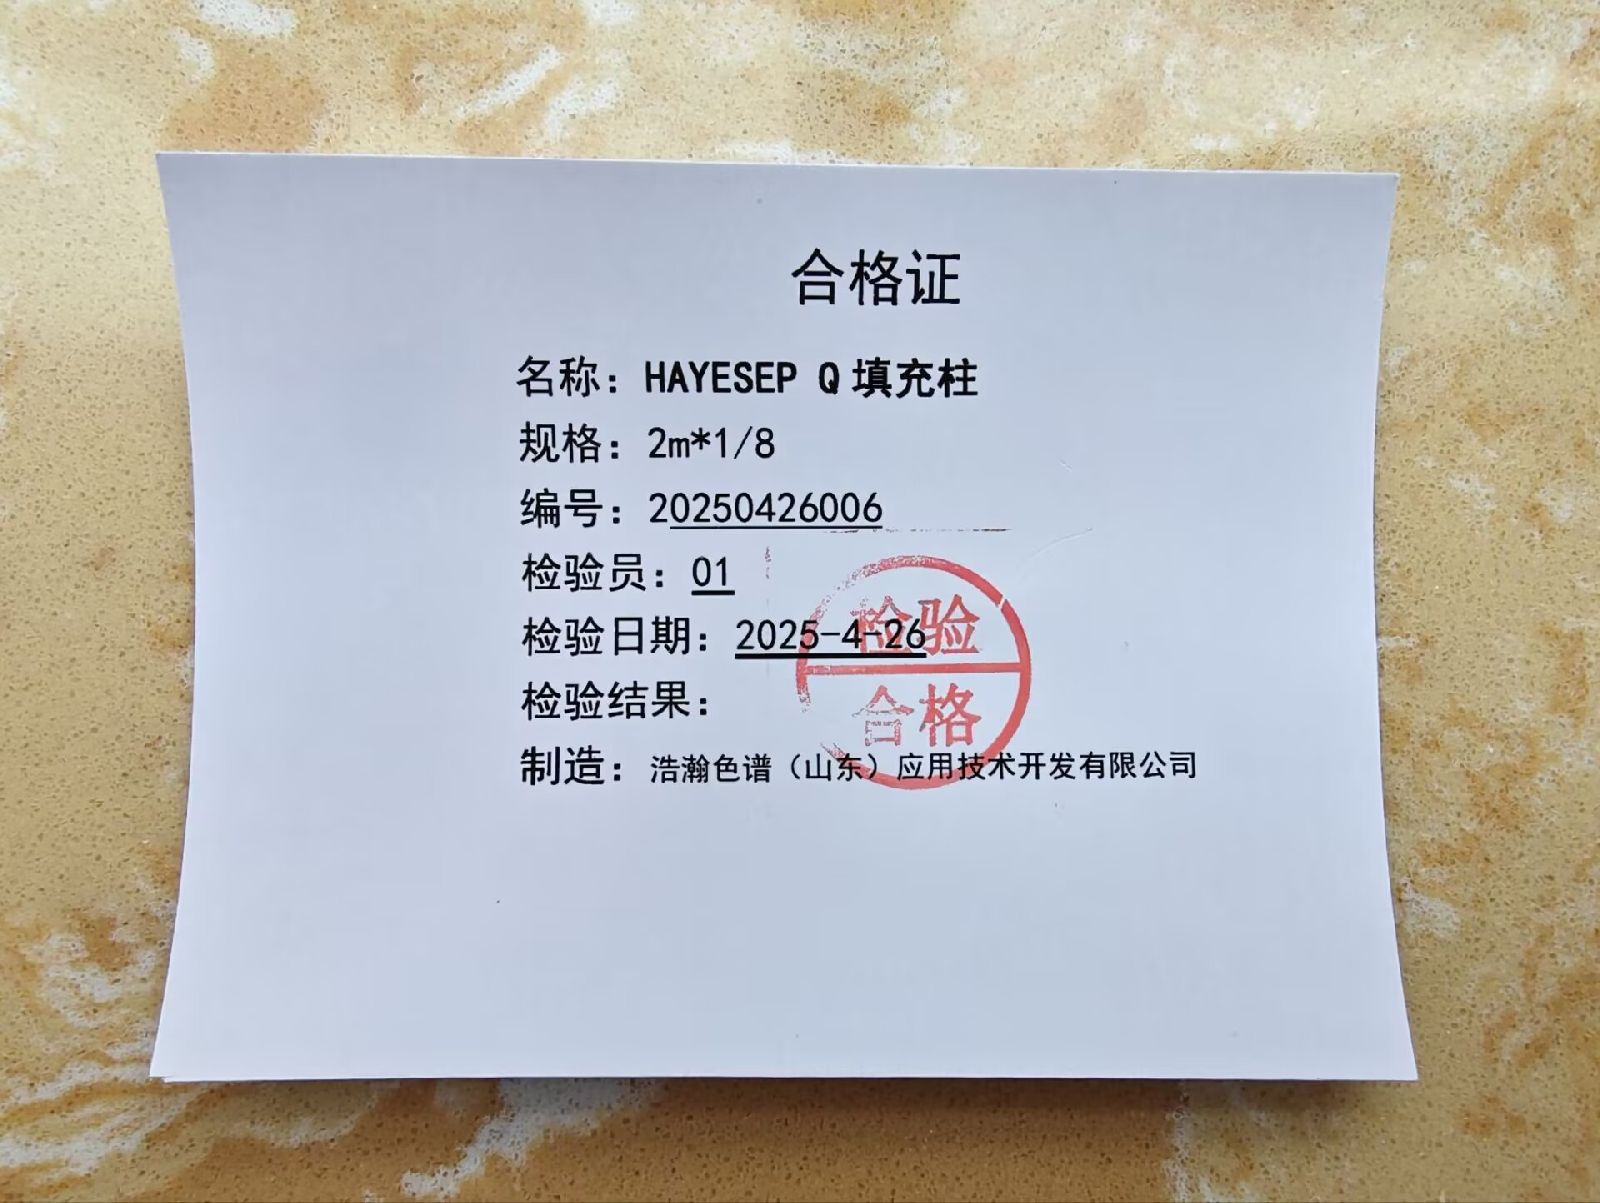 合格证
名称：HAYESEP Q 填充柱
规格：2m*1/8
编号：20250426006
检验员：01
检验日期：2025-4-26
检验结果：
制造：浩瀚色谱（山东）应用技术开发有限公司
检验
合格